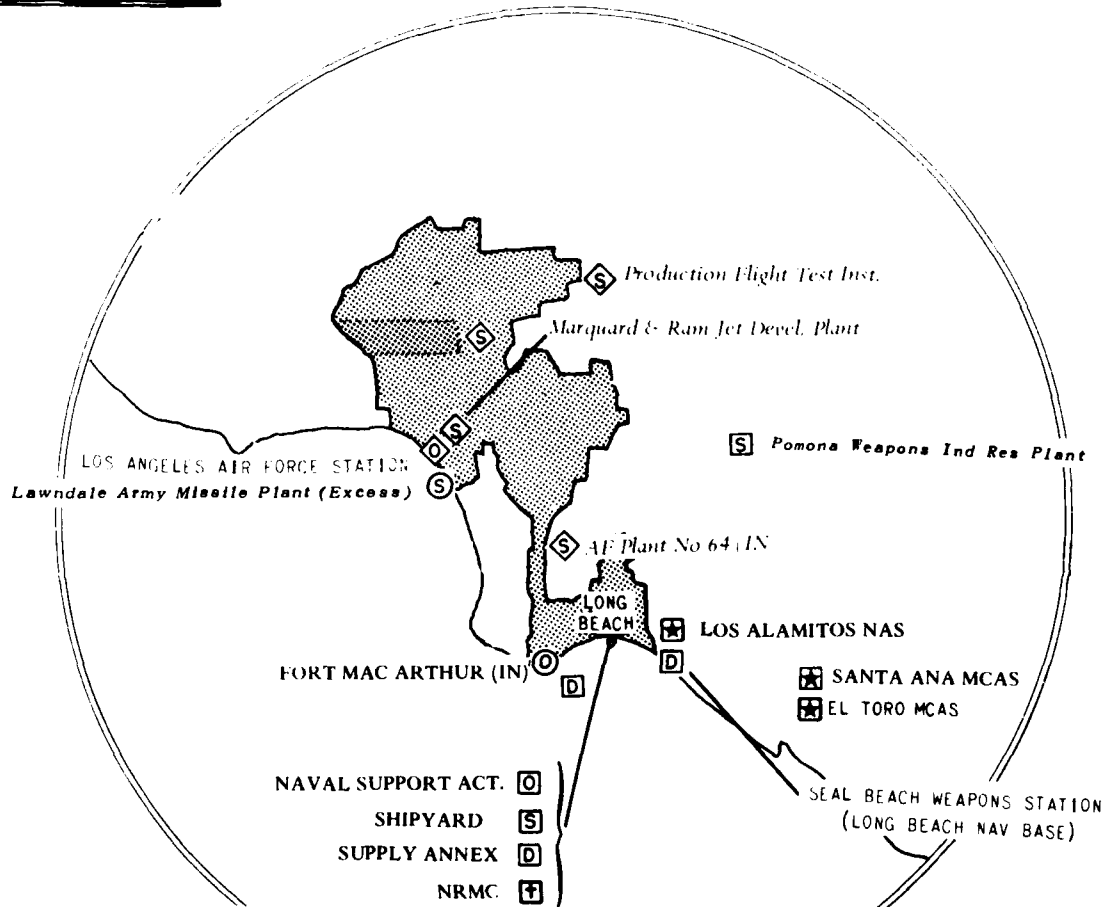 S Production Flight Test Inst.
S
Marquard & Ram Jet Devel. Plant
S
O
LOS ANGELES AIR FORCE STATION
S Pomona Weapons Ind Res Plant
Lawndale Army Missile Plant (Excess) S
S AF Plant No 64 (IN
LONG
BEACH
LOS ALAMITOS NAS
FORT MAC ARTHUR (IN) O
D
D
SANTA ANA MCAS
EL TORO MCAS
NAVAL SUPPORT ACT. O
SHIPYARD S
SUPPLY ANNEX D
NRMC
SEAL BEACH WEAPONS STATION
(LONG BEACH NAV BASE)